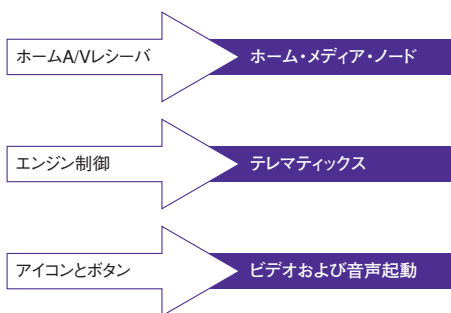 ホームA/Vレシーバ
ホーム・メディア・ノード
エンジン制御
テレマティックス
アイコンとボタン
ビデオおよび音声起動